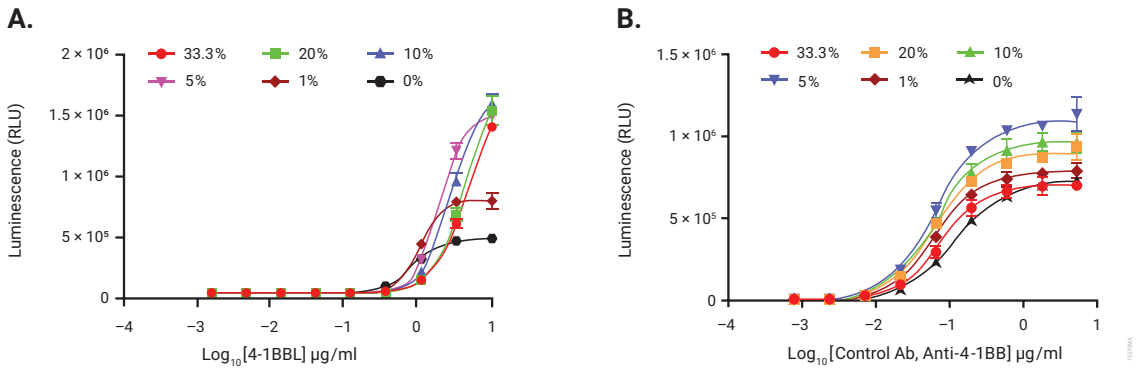 A.
2 × 10⁶
1.5 × 10⁶
1 × 10⁶
5 × 10⁵
0
Luminescence (RLU)
33.3%
20%
10%
5%
1%
0%
−4
−3
−2
−1
0
1
Log₁₀[4-1BBL] µg/ml
B.
1.5 × 10⁶
1 × 10⁶
5 × 10⁵
0
Luminescence (RLU)
33.3%
20%
10%
5%
1%
0%
−4
−3
−2
−1
0
1
Log₁₀[Control Ab, Anti-4-1BB] µg/ml